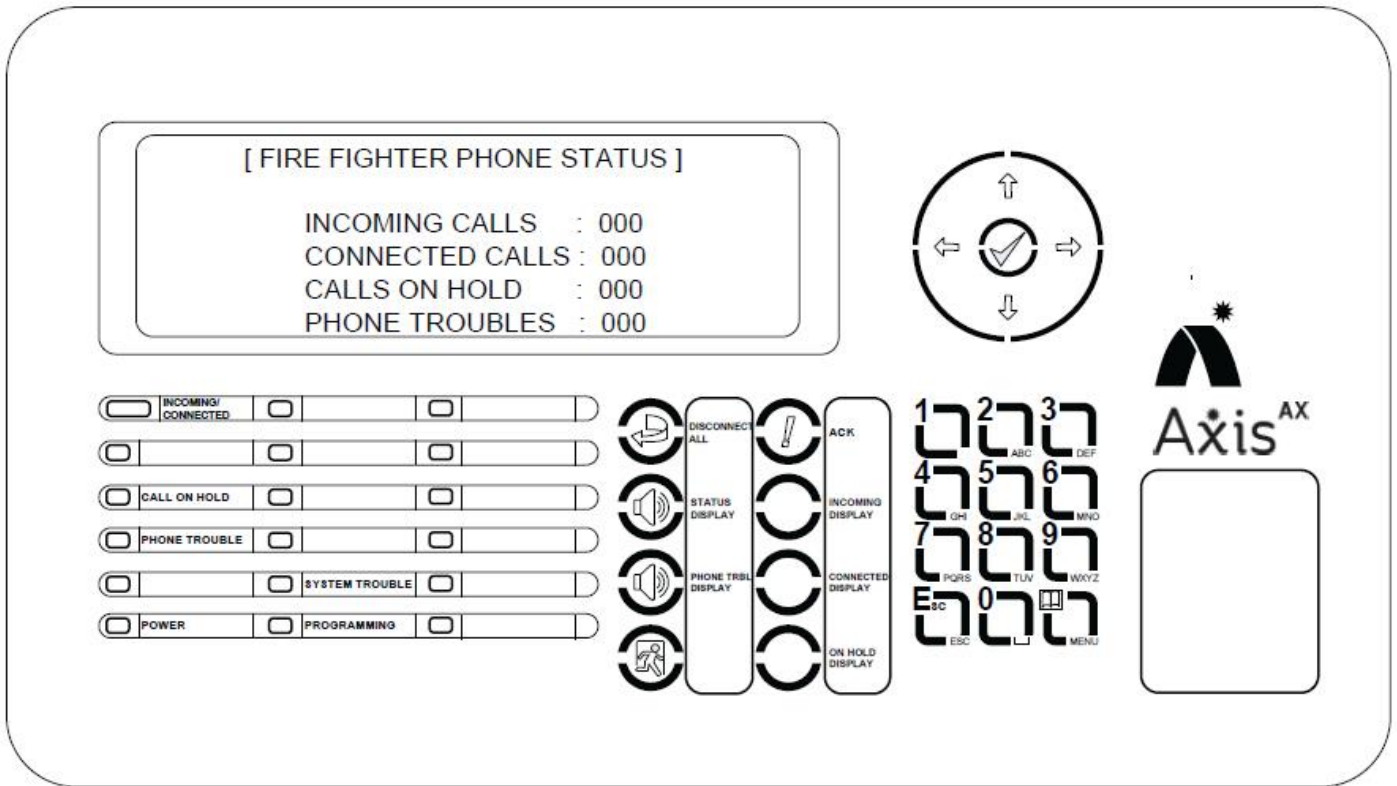 [ FIRE FIGHTER PHONE STATUS ]
INCOMING CALLS : 000
CONNECTED CALLS : 000
CALLS ON HOLD : 000
PHONE TROUBLES : 000
INCOMING/
CONNECTED
CALL ON HOLD
PHONE TROUBLE
SYSTEM TROUBLE
POWER
PROGRAMMING
DISCONNECT
ALL
STATUS
DISPLAY
PHONE TRBL
DISPLAY
ACK
INCOMING
DISPLAY
CONNECTED
DISPLAY
ON HOLD
DISPLAY
1 2 3
ABC DEF
4 5 6
GHI JKL MNO
7 8 9
PQRS TUV WXYZ
Esc 0
ESC MENU
Axis AX